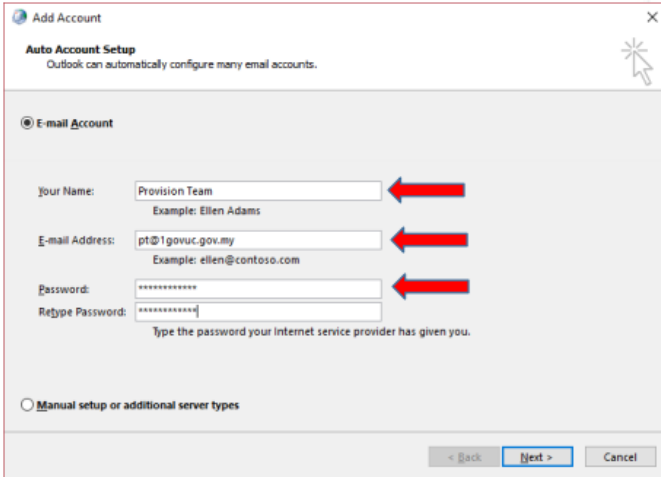 Add Account
Auto Account Setup
Outlook can automatically configure many email accounts.
E-mail Account
Your Name: Provision Team
Example: Ellen Adams
E-mail Address: pt@1govuc.gov.my
Example: ellen@contoso.com
Password: ************
Retype Password: ************
Type the password your Internet service provider has given you.
Manual setup or additional server types
< Back Next > Cancel